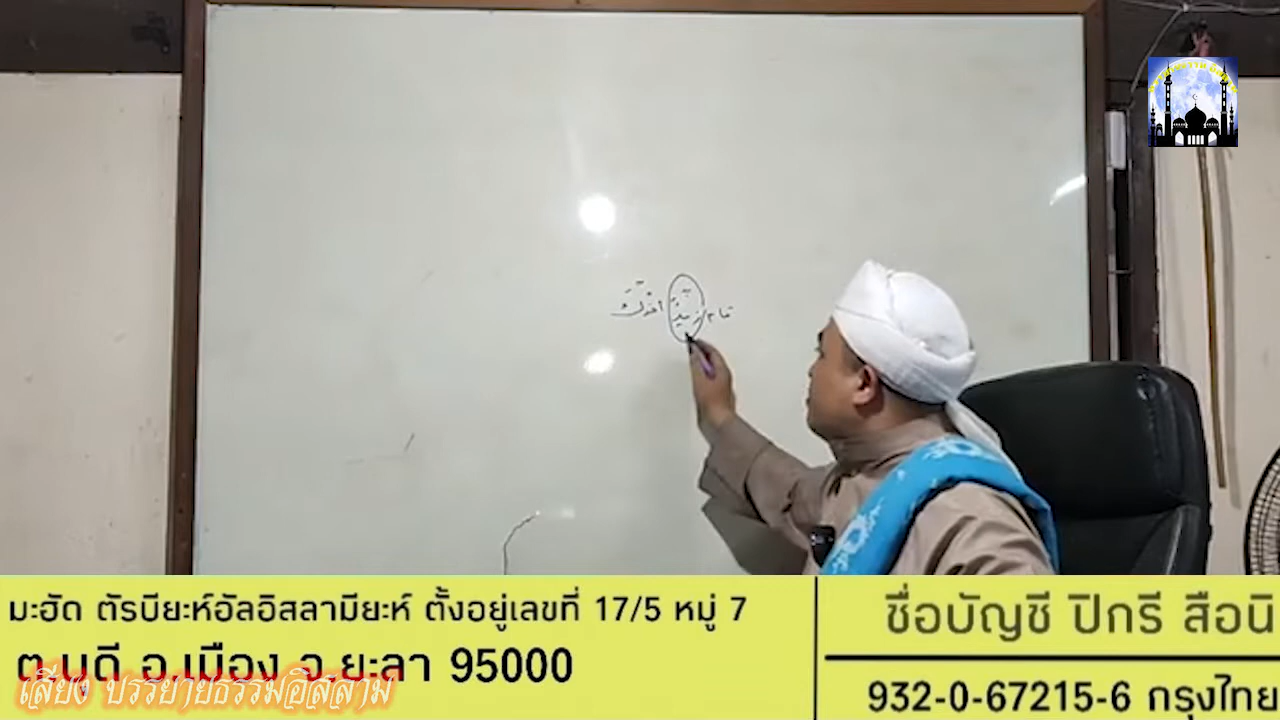 قام زيدٌ أخوك
มะฮัด ตัรบียะห์อัลอิสลามียะห์ ตั้งอยู่เลขที่ 17/5 หมู่ 7
ต.บุดี อ.เมือง จ.ยะลา 95000
เสียง บรรยายธรรมอิสลาม
ชื่อบัญชี ปิกรี สือนิ
932-0-67215-6 กรุงไทย